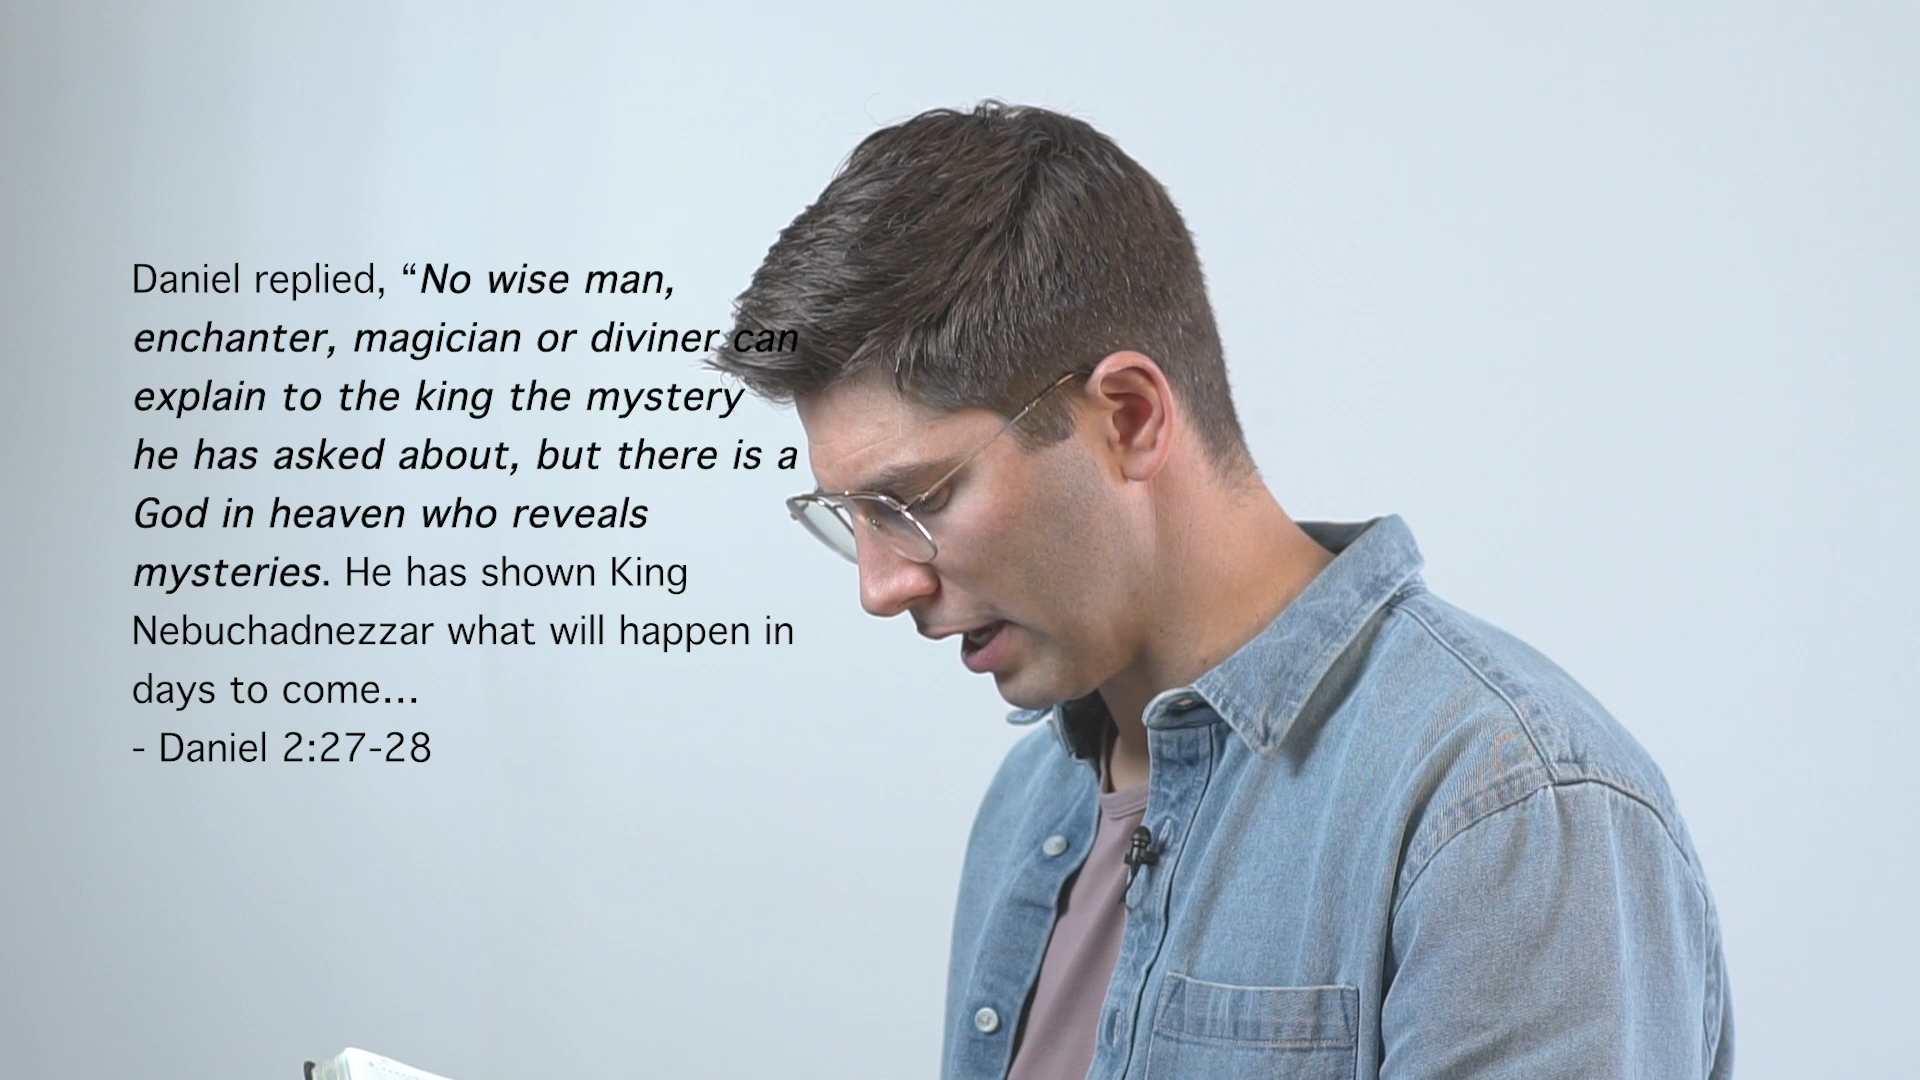 Daniel replied, “No wise man,
enchanter, magician or diviner can
explain to the king the mystery
he has asked about, but there is a
God in heaven who reveals
mysteries. He has shown King
Nebuchadnezzar what will happen in
days to come...
- Daniel 2:27-28